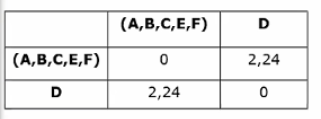 (A,B,C,E,F) D
(A,B,C,E,F) 0 2,24
D 2,24 0